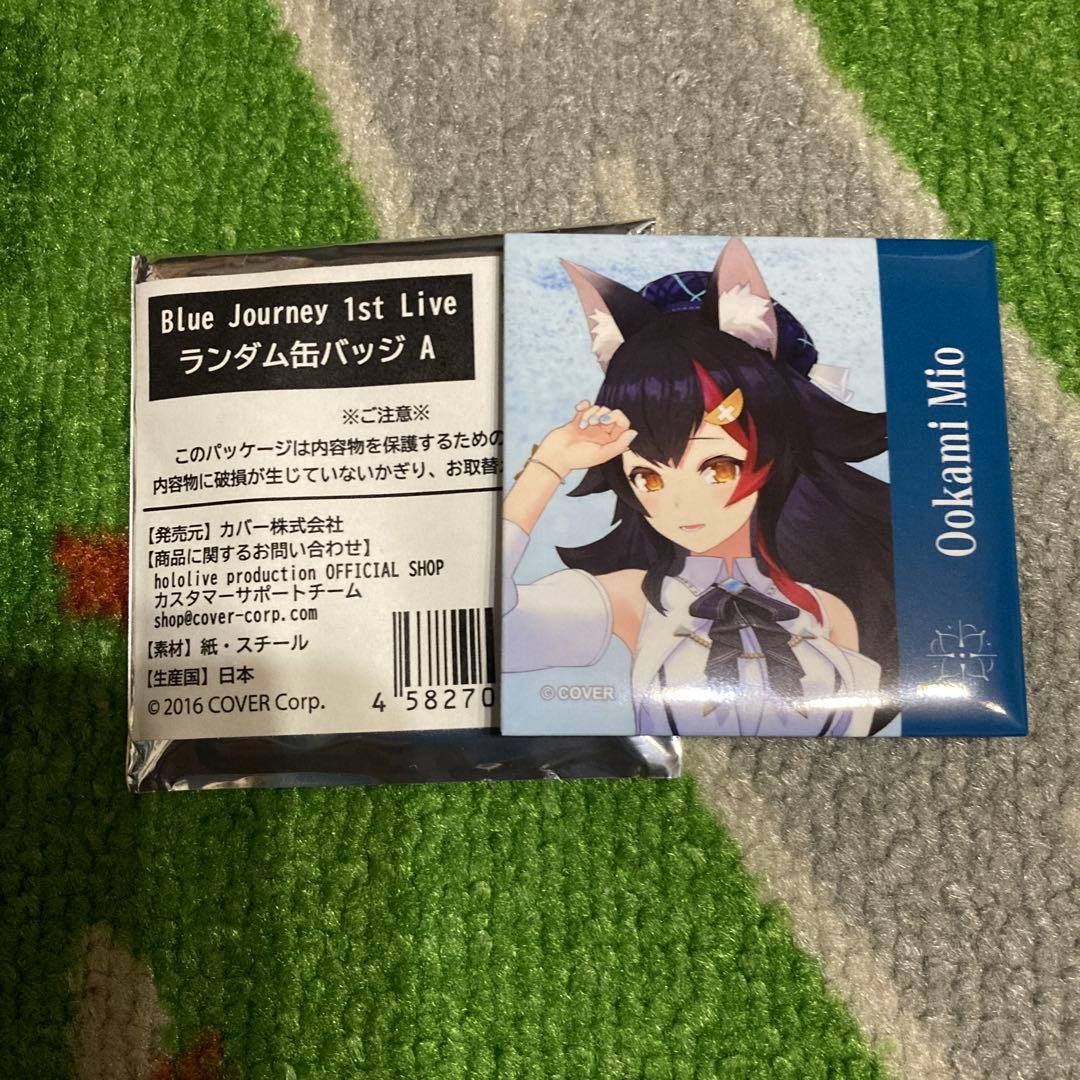 Blue Journey 1st Live
ランダム缶バッジ A
※ご注意※
このパッケージは内容物を保護するための
内容物に破損が生じていないかぎり、お取替
【発売元】カバー株式会社
【商品に関するお問い合わせ】
hololive production OFFICIAL SHOP
カスタマーサポートチーム
shop@cover-corp.com
【素材】紙・スチール
【生産国】日本
© 2016 COVER Corp.
4 58270
© COVER
Ookami Mio